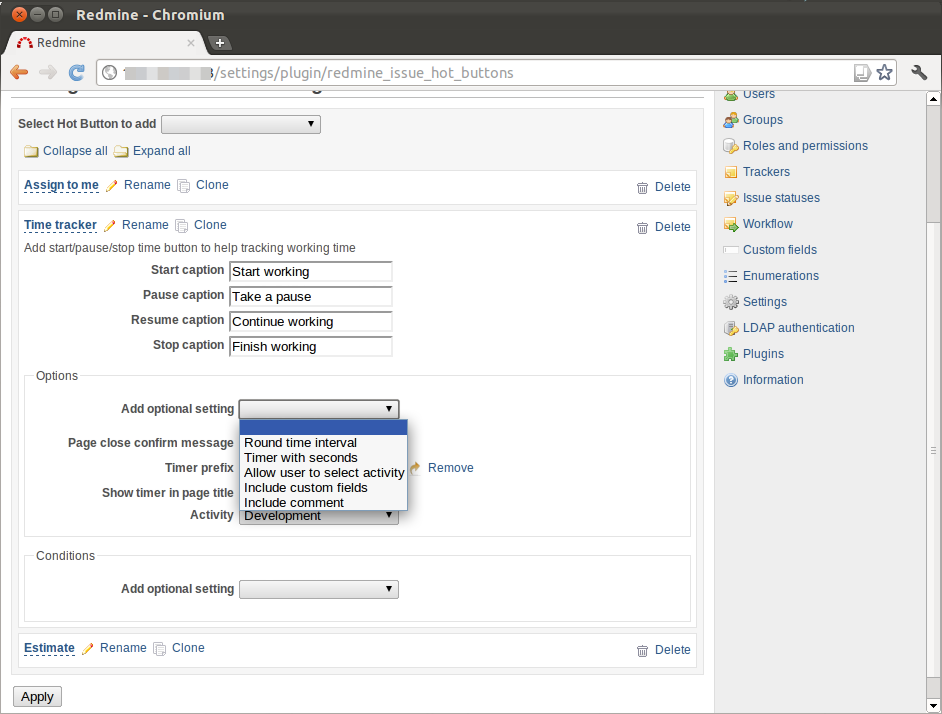 Redmine - Chromium
Redmine
/settings/plugin/redmine_issue_hot_buttons
Select Hot Button to add
Collapse all Expand all
Assign to me Rename Clone Delete
Time tracker Rename Clone Delete
Add start/pause/stop time button to help tracking working time
Start caption Start working
Pause caption Take a pause
Resume caption Continue working
Stop caption Finish working
Options
Add optional setting
Round time interval
Timer with seconds
Allow user to select activity
Include custom fields
Include comment
Page close confirm message
Timer prefix Remove
Show timer in page title
Activity Development
Conditions
Add optional setting
Estimate Rename Clone Delete
Apply
Users
Groups
Roles and permissions
Trackers
Issue statuses
Workflow
Custom fields
Enumerations
Settings
LDAP authentication
Plugins
Information